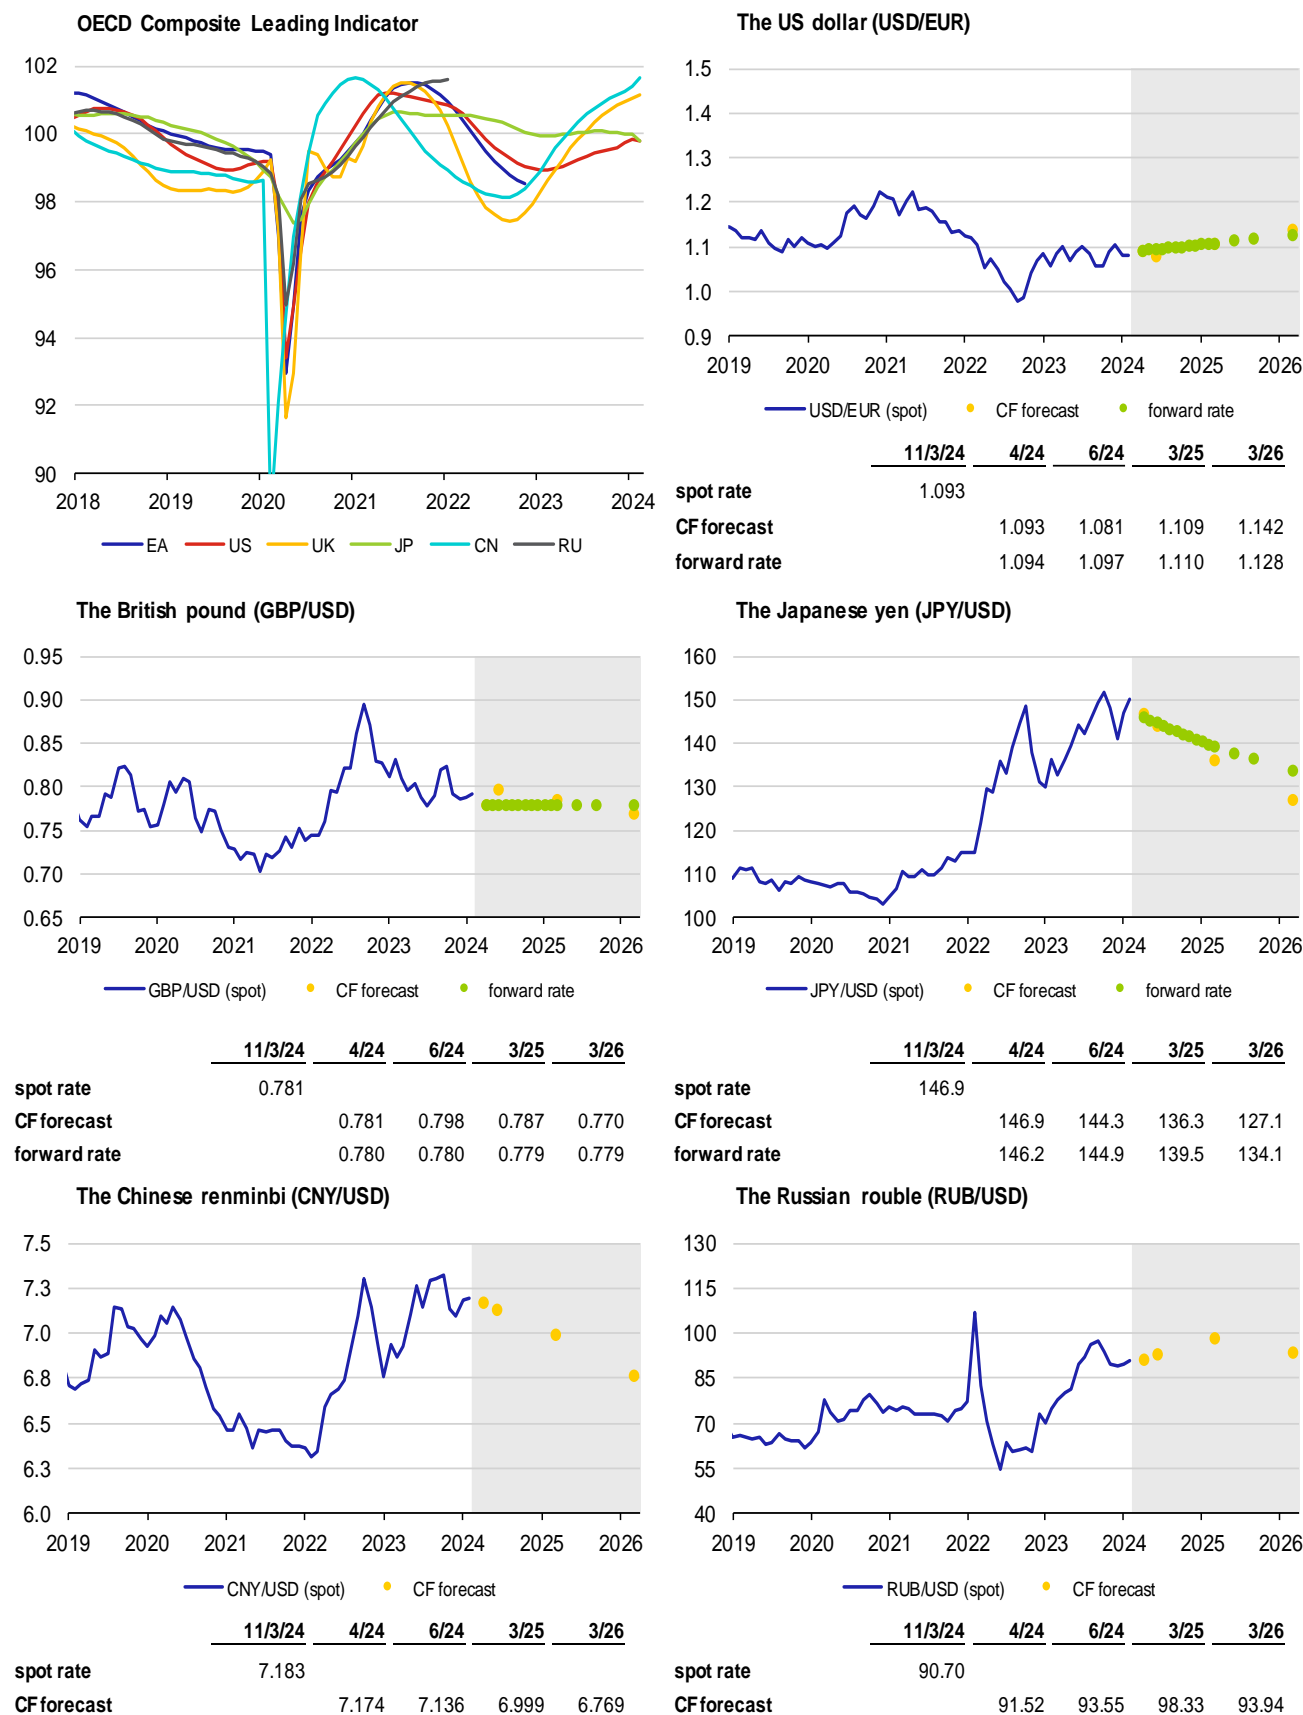 OECD Composite Leading Indicator
102
100
98
96
94
92
90
2018 2019 2020 2021 2022 2023 2024
EA US UK JP CN RU
The US dollar (USD/EUR)
1.5
1.4
1.3
1.2
1.1
1.0
0.9
2019 2020 2021 2022 2023 2024 2025 2026
USD/EUR (spot) CF forecast forward rate
11/3/24 4/24 6/24 3/25 3/26
spot rate 1.093
CF forecast 1.093 1.081 1.109 1.142
forward rate 1.094 1.097 1.110 1.128
The British pound (GBP/USD)
0.95
0.90
0.85
0.80
0.75
0.70
0.65
2019 2020 2021 2022 2023 2024 2025 2026
GBP/USD (spot) CF forecast forward rate
11/3/24 4/24 6/24 3/25 3/26
spot rate 0.781
CF forecast 0.781 0.798 0.787 0.770
forward rate 0.780 0.780 0.779 0.779
The Japanese yen (JPY/USD)
160
150
140
130
120
110
100
2019 2020 2021 2022 2023 2024 2025 2026
JPY/USD (spot) CF forecast forward rate
11/3/24 4/24 6/24 3/25 3/26
spot rate 146.9
CF forecast 146.9 144.3 136.3 127.1
forward rate 146.2 144.9 139.5 134.1
The Chinese renminbi (CNY/USD)
7.5
7.3
7.0
6.8
6.5
6.3
6.0
2019 2020 2021 2022 2023 2024 2025 2026
CNY/USD (spot) CF forecast
11/3/24 4/24 6/24 3/25 3/26
spot rate 7.183
CF forecast 7.174 7.136 6.999 6.769
The Russian rouble (RUB/USD)
130
115
100
85
70
55
40
2019 2020 2021 2022 2023 2024 2025 2026
RUB/USD (spot) CF forecast
11/3/24 4/24 6/24 3/25 3/26
spot rate 90.70
CF forecast 91.52 93.55 98.33 93.94